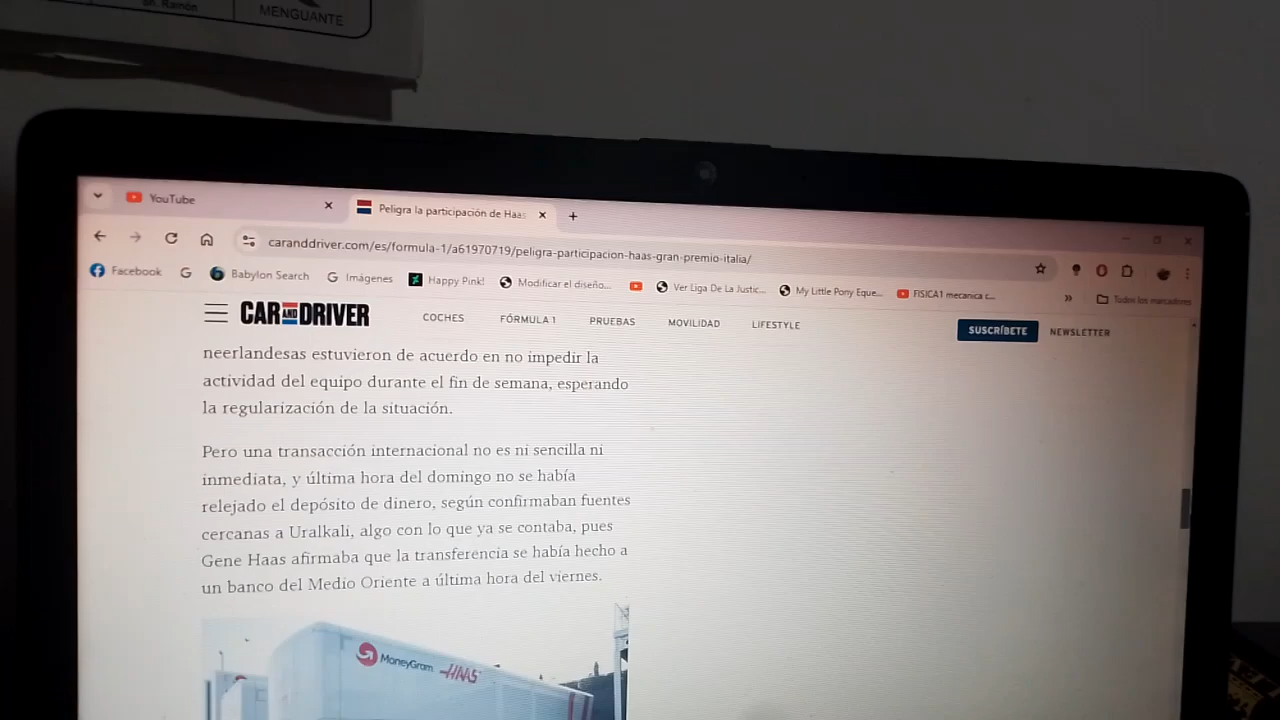 Ramón
MENGUANTE
YouTube
Peligra la participación de Haas
caranddriver.com/es/formula-1/a61970719/peligra-participacion-haas-gran-premio-italia/
Facebook
Babylon Search
Imágenes
Happy Pink!
Modificar el diseño...
Ver Liga De La Justic...
My Little Pony Eque...
FISICA1 mecanica c...
Todos los marcadores
CAR AND DRIVER
COCHES
FÓRMULA 1
PRUEBAS
MOVILIDAD
LIFESTYLE
SUSCRÍBETE
NEWSLETTER
neerlandesas estuvieron de acuerdo en no impedir la
actividad del equipo durante el fin de semana, esperando
la regularización de la situación.
Pero una transacción internacional no es ni sencilla ni
inmediata, y última hora del domingo no se había
relejado el depósito de dinero, según confirmaban fuentes
cercanas a Uralkali, algo con lo que ya se contaba, pues
Gene Haas afirmaba que la transferencia se había hecho a
un banco del Medio Oriente a última hora del viernes.
MoneyGram HAAS